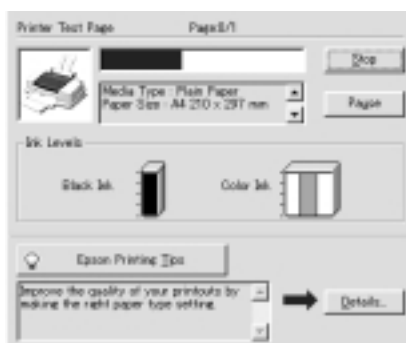 Printer Test Page Page:0/1
Stop
Media Type : Plain Paper
Paper Size : A4 210 x 297 mm
Pause
Ink Levels
Black Ink Color Ink
Epson Printing Tips
Improve the quality of your printouts by
making the right paper type setting.
Details...